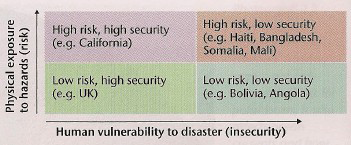 Physical exposure
to hazards (risk)
High risk, high security
(e.g. California)
High risk, low security
(e.g. Haiti, Bangladesh,
Somalia, Mali)
Low risk, high security
(e.g. UK)
Low risk, low security
(e.g. Bolivia, Angola)
Human vulnerability to disaster (insecurity)